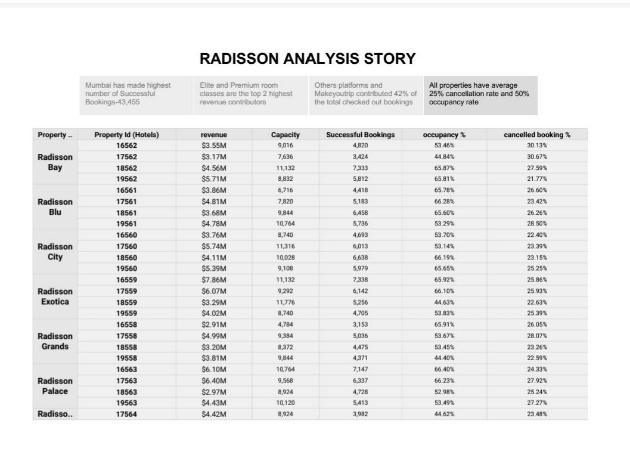 RADISSON ANALYSIS STORY
Mumbai has made highest
number of Successful
Bookings-43,455
Elite and Premium room
classes are the top 2 highest
revenue contributors
Others platforms and
Makeyoutrip contributed 42% of
the total checked out bookings
All properties have average
25% cancellation rate and 50%
occupancy rate
Property .. Property Id (Hotels) revenue Capacity Successful Bookings occupancy % cancelled booking %
Radisson Bay
16562 $3.55M 9,016 4,820 53.46% 30.13%
17562 $3.17M 7,636 3,424 44.84% 30.67%
18562 $4.56M 11,132 7,333 65.87% 27.59%
19562 $5.71M 8,832 5,812 65.81% 21.77%
Radisson Blu
16561 $3.86M 6,716 4,418 65.78% 26.60%
17561 $4.81M 7,820 5,183 66.28% 23.42%
18561 $3.68M 9,844 6,458 65.60% 26.26%
19561 $4.78M 10,764 5,736 53.29% 28.50%
Radisson City
16560 $3.76M 8,740 4,693 53.70% 22.40%
17560 $5.74M 11,316 6,013 53.14% 23.39%
18560 $4.11M 10,028 6,638 66.19% 23.15%
19560 $5.39M 9,108 5,979 65.65% 25.25%
Radisson Exotica
16559 $7.86M 11,132 7,338 65.92% 25.86%
17559 $6.07M 9,292 6,142 66.10% 25.93%
18559 $3.29M 11,776 5,256 44.63% 22.63%
19559 $4.02M 8,740 4,705 53.83% 25.39%
Radisson Grands
16558 $2.91M 4,784 3,153 65.91% 26.05%
17558 $4.99M 9,384 5,036 53.67% 28.07%
18558 $3.20M 8,372 4,475 53.45% 23.26%
19558 $3.81M 9,844 4,371 44.40% 22.59%
Radisson Palace
16563 $6.10M 10,764 7,147 66.40% 24.33%
17563 $6.40M 9,568 6,337 66.23% 27.92%
18563 $2.97M 8,924 4,728 52.98% 25.24%
19563 $4.43M 10,120 5,413 53.49% 27.27%
Radisso.. 17564 $4.42M 8,924 3,982 44.62% 23.48%